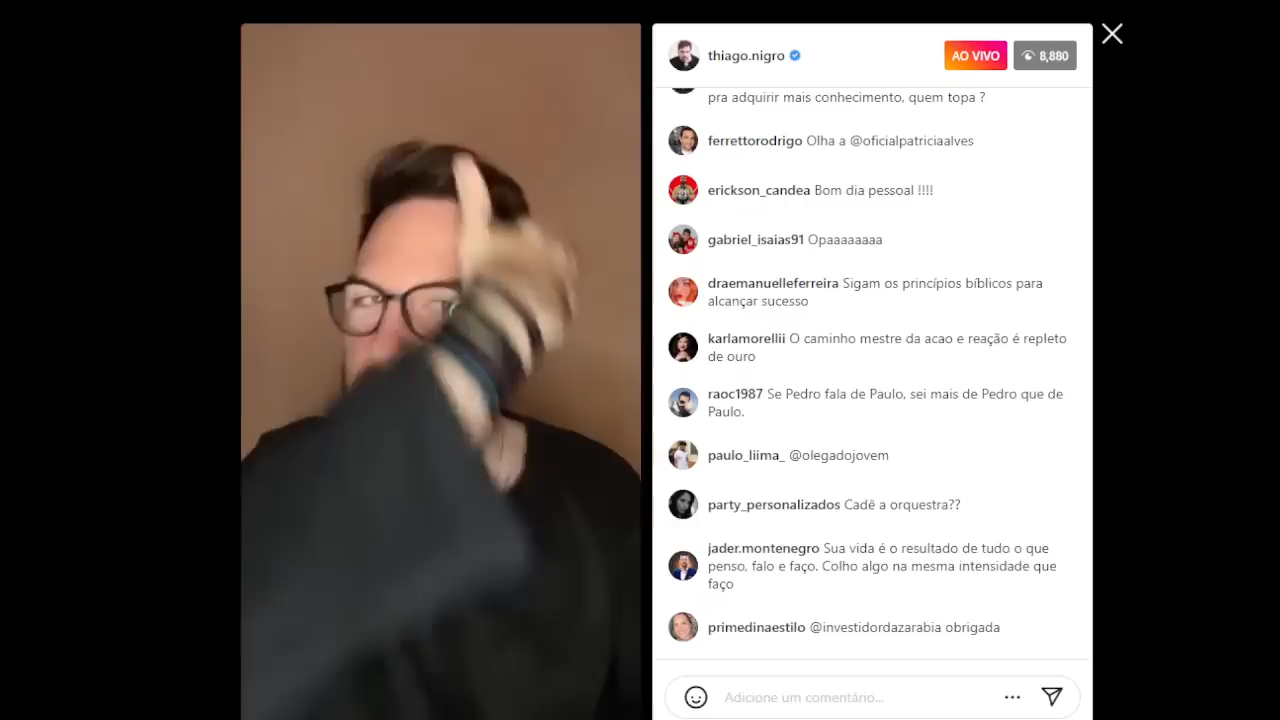 thiago.nigro
AO VIVO
8,880
pra adquirir mais conhecimento, quem topa ?
ferrettorodrigo Olha a @oficialpatriciaalves
erickson_candea Bom dia pessoal !!!!
gabriel_isaias91 Opaaaaaaaa
draemanuelleferreira Sigam os princípios bíblicos para
alcançar sucesso
karlamorellii O caminho mestre da acao e reação é repleto
de ouro
raoc1987 Se Pedro fala de Paulo, sei mais de Pedro que de
Paulo.
paulo_liima_ @olegadojovem
party_personalizados Cadê a orquestra??
jader.montenegro Sua vida é o resultado de tudo o que
penso, falo e faço. Colho algo na mesma intensidade que
faço
primedinaestilo @investidordazarabia obrigada
Adicione um comentário...